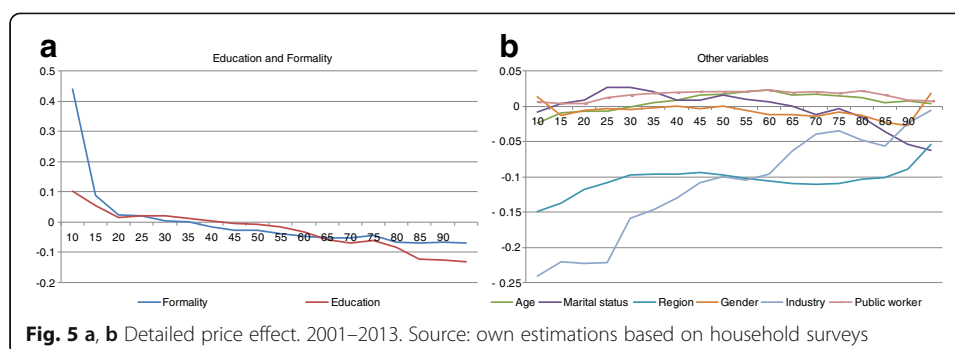 a
b
Education and Formality
Other variables
0.5
0.4
0.3
0.2
0.1
0
-0.1
-0.2
10 15 20 25 30 35 40 45 50 55 60 65 70 75 80 85 90
Formality Education
0.05
0
-0.05
-0.1
-0.15
-0.2
-0.25
10 15 20 25 30 35 40 45 50 55 60 65 70 75 80 85 90
Age Marital status Region Gender Industry Public worker
Fig. 5 a, b Detailed price effect. 2001–2013. Source: own estimations based on household surveys